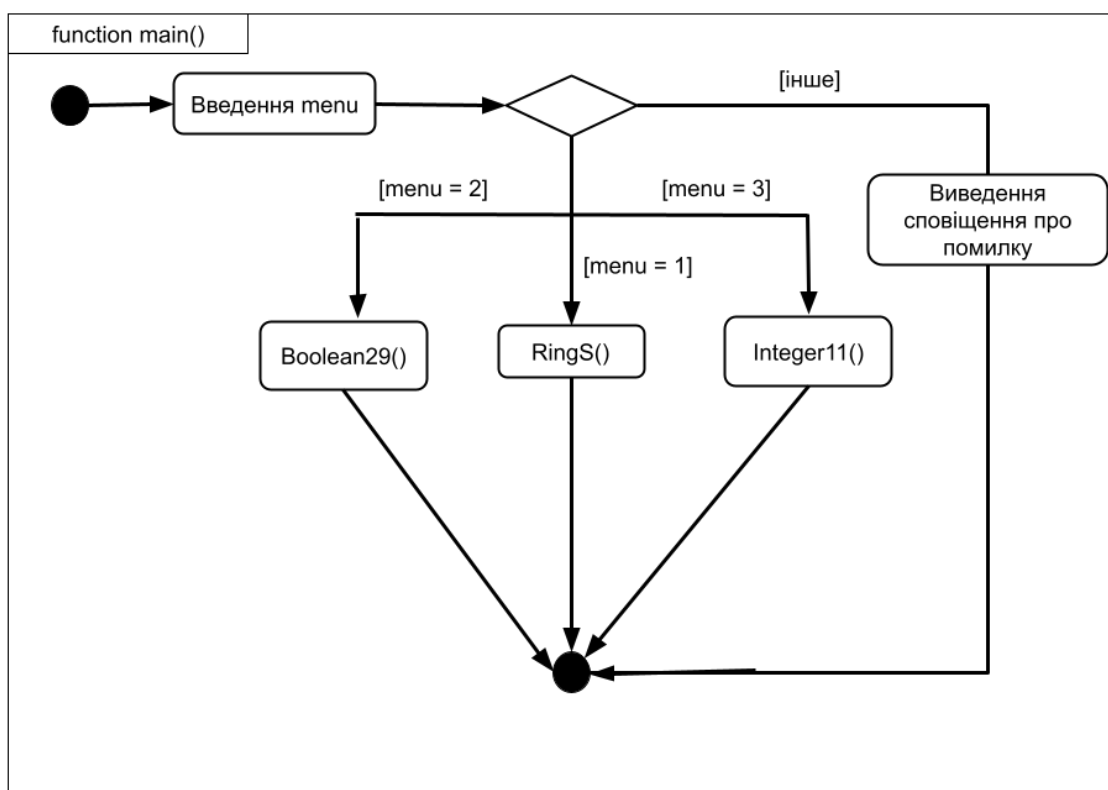 function main()
Введення menu
[інше]
[menu = 2]
[menu = 3]
Виведення
сповіщення про
помилку
[menu = 1]
Boolean29()
RingS()
Integer11()